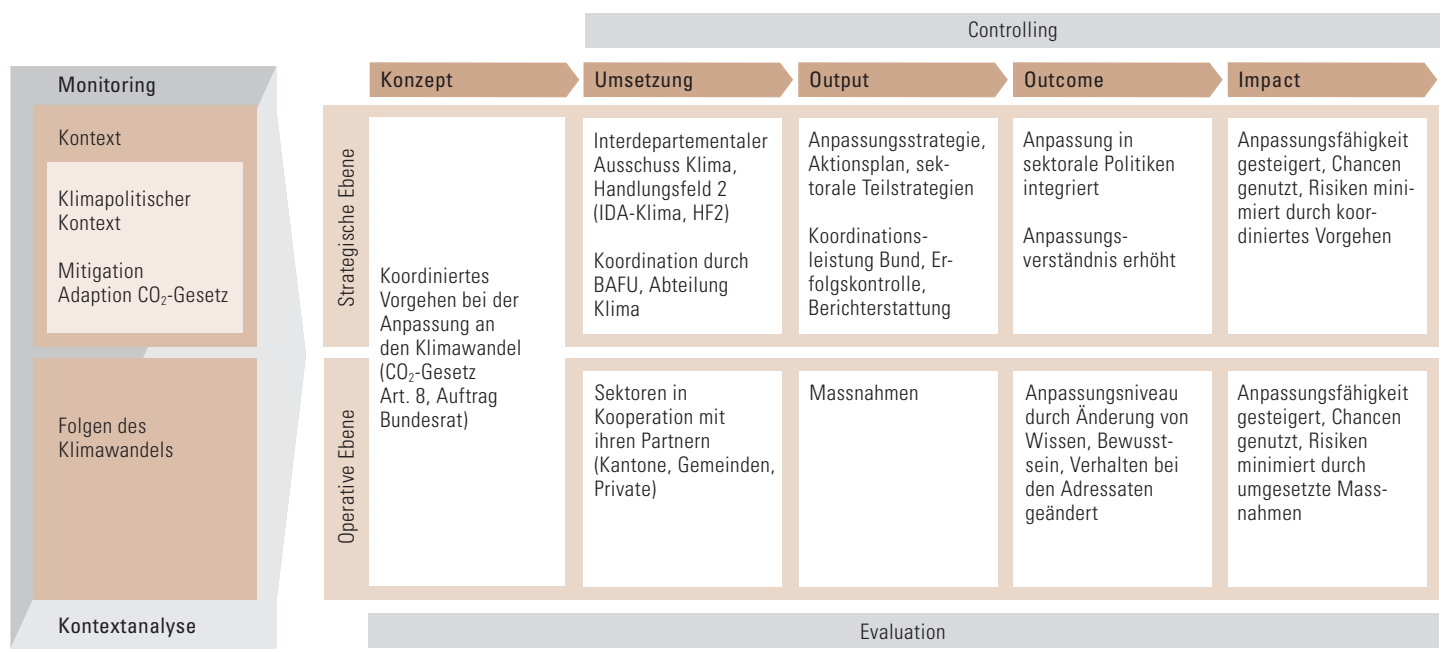 Controlling
Monitoring
Kontext
Klimapolitischer
Kontext
Mitigation
Adaption CO₂-Gesetz
Folgen des
Klimawandels
Kontextanalyse
Konzept
Umsetzung
Output
Outcome
Impact
Strategische Ebene
Operative Ebene
Koordiniertes
Vorgehen bei der
Anpassung an
den Klimawandel
(CO₂-Gesetz
Art. 8, Auftrag
Bundesrat)
Interdepartementaler
Ausschuss Klima,
Handlungsfeld 2
(IDA-Klima, HF2)
Koordination durch
BAFU, Abteilung
Klima
Anpassungsstrategie,
Aktionsplan, sek-
torale Teilstrategien
Koordinations-
leistung Bund, Er-
folgskontrolle,
Berichterstattung
Anpassung in
sektorale Politiken
integriert
Anpassungs-
verständnis erhöht
Anpassungsfähigkeit
gesteigert, Chancen
genutzt, Risiken mini-
miert durch koor-
diniertes Vorgehen
Sektoren in
Kooperation mit
ihren Partnern
(Kantone, Gemeinden,
Private)
Massnahmen
Anpassungsniveau
durch Änderung von
Wissen, Bewusst-
sein, Verhalten bei
den Adressaten
geändert
Anpassungsfähigkeit
gesteigert, Chancen
genutzt, Risiken
minimiert durch
umgesetzte Mass-
nahmen
Evaluation